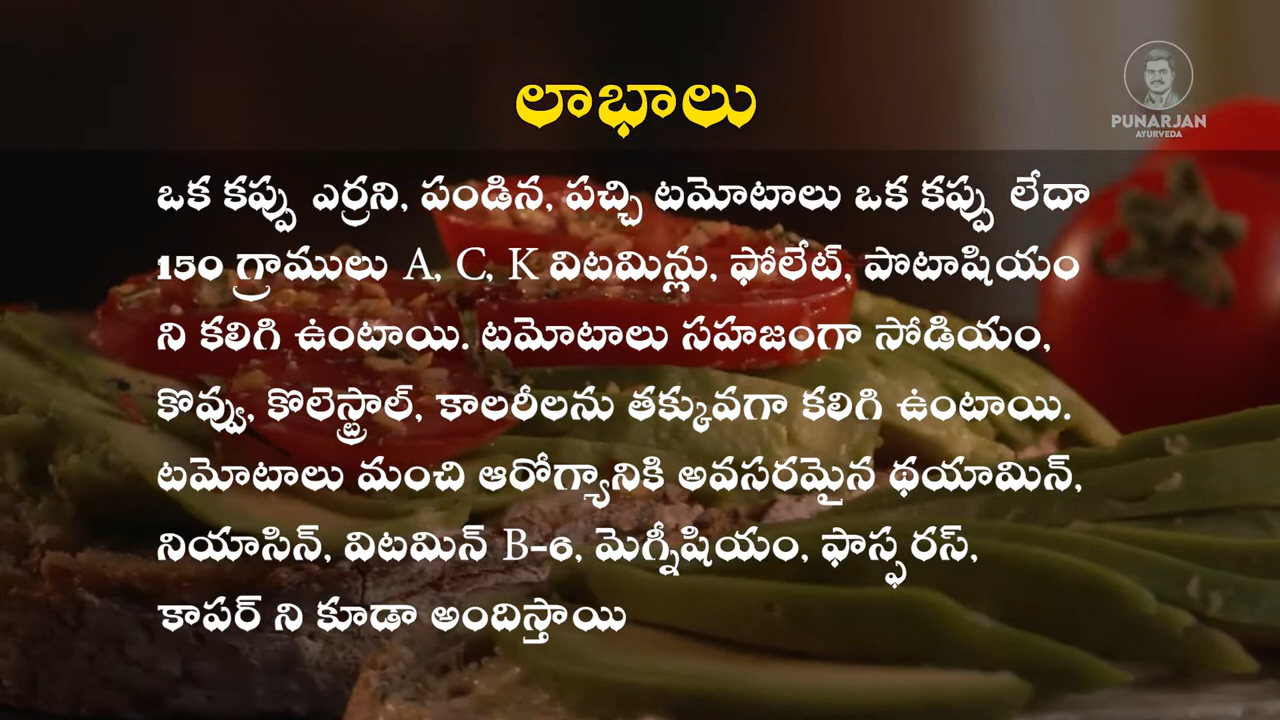 లాభాలు
PUNARJAN
AYURVEDA
ఒక కప్పు ఎర్రని, పండిన, పచ్చి టమోటాలు ఒక కప్పు లేదా
150 గ్రాములు A, C, K విటమిన్లు, ఫోలేట్, పొటాషియం
ని కలిగి ఉంటాయి. టమోటాలు సహజంగా సోడియం,
కొవ్వు, కొలెస్ట్రాల్, కాలరీలను తక్కువగా కలిగి ఉంటాయి.
టమోటాలు మంచి ఆరోగ్యానికి అవసరమైన థయామిన్,
నియాసిన్, విటమిన్ B-6, మెగ్నీషియం, ఫాస్ఫరస్,
కాపర్ ని కూడా అందిస్తాయి